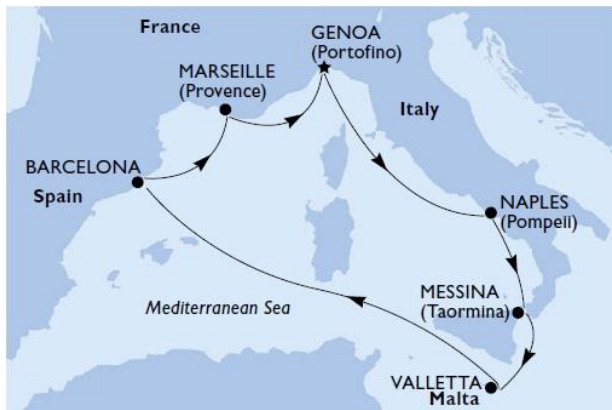 France
GENOA
(Portofino)
MARSEILLE
(Provence)
Italy
BARCELONA
Spain
NAPLES
(Pompeii)
MESSINA
(Taormina)
Mediterranean Sea
VALLETTA
Malta